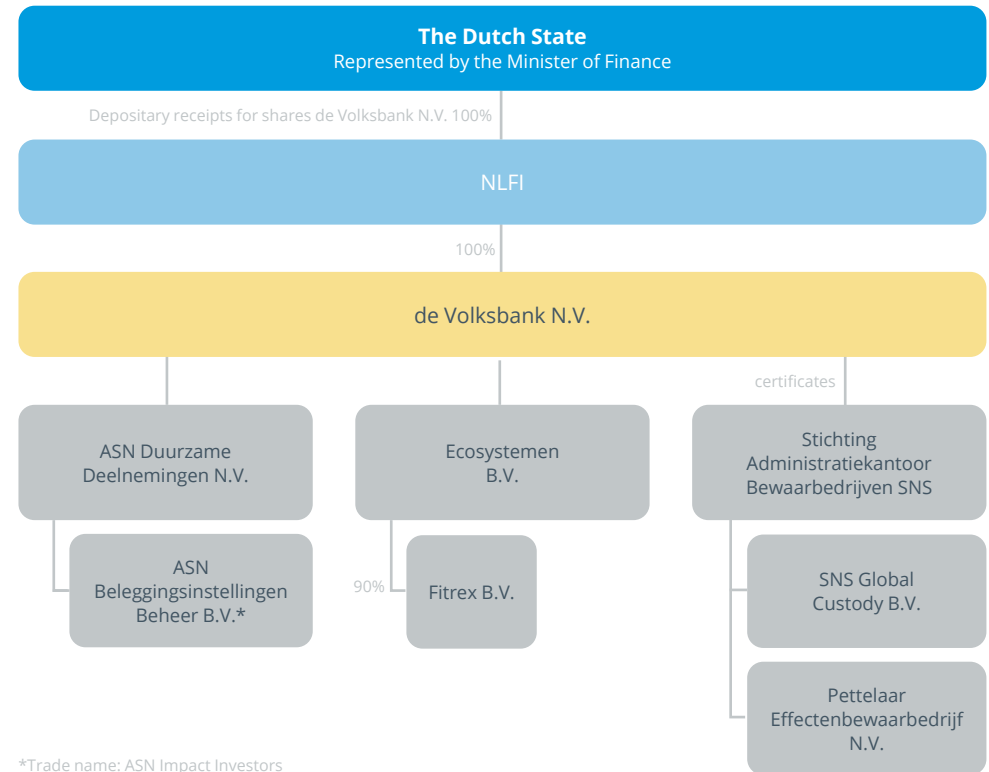 The Dutch State
Represented by the Minister of Finance
Depositary receipts for shares de Volksbank N.V. 100%
NLFI
100%
de Volksbank N.V.
certificates
ASN Duurzame
Deelnemingen N.V.
Ecosystemen
B.V.
Stichting
Administratiekantoor
Bewaarbedrijven SNS
ASN
Beleggingsinstellingen
Beheer B.V.*
90%
Fitrex B.V.
SNS Global
Custody B.V.
Pettelaar
Effectenbewaarbedrijf
N.V.
*Trade name: ASN Impact Investors